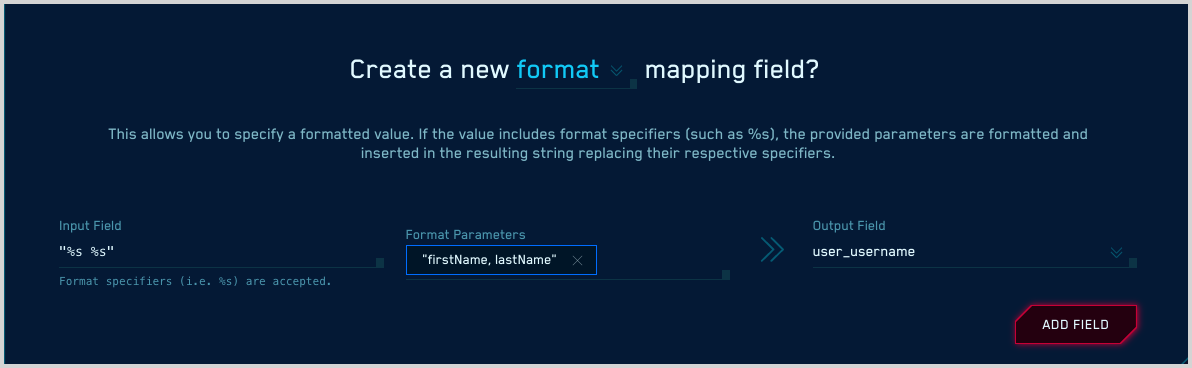 Create a new format mapping field?
This allows you to specify a formatted value. If the value includes format specifiers (such as %s), the provided parameters are formatted and
inserted in the resulting string replacing their respective specifiers.
Input Field
"%s %s"
Format specifiers (i.e. %s) are accepted.
Format Parameters
"firstName, lastName"
Output Field
user_username
ADD FIELD